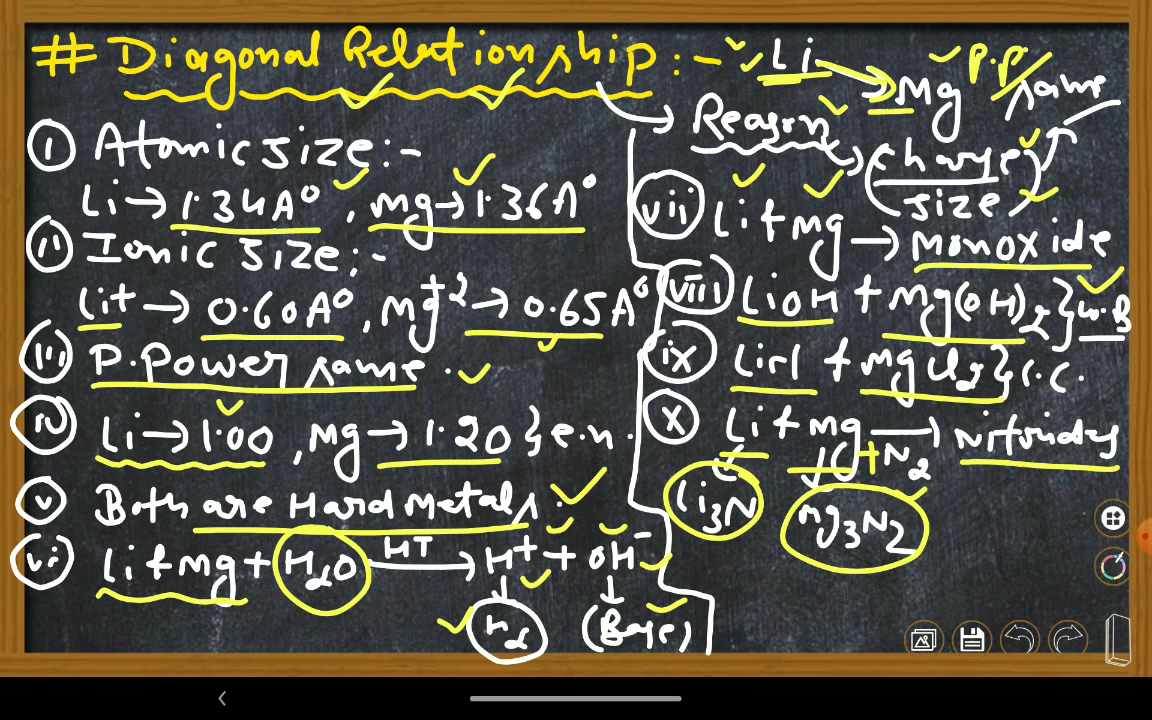 # Diagonal Relationship :- Li → Mg P.P same
Reason → (charge size)
(i) Atomic size :-
Li → 1.34A°, Mg → 1.36A°
(ii) Ionic size :-
Li+ → 0.60A°, Mg+2 → 0.65A°
(iii) P. Power same.
(iv) Li → 1.00, Mg → 1.20 } e.n.
(v) Both are Hard Metals.
(vi) Li + Mg + H2O HT → H+ + OH-
H2 (Base)
(vii) Li + Mg → Monoxide
(viii) LiOH + Mg(OH)2 } W.B
(ix) LiCl + MgCl2 } C.C.
(x) Li + Mg + N2 → Nitrides
Li3N Mg3N2